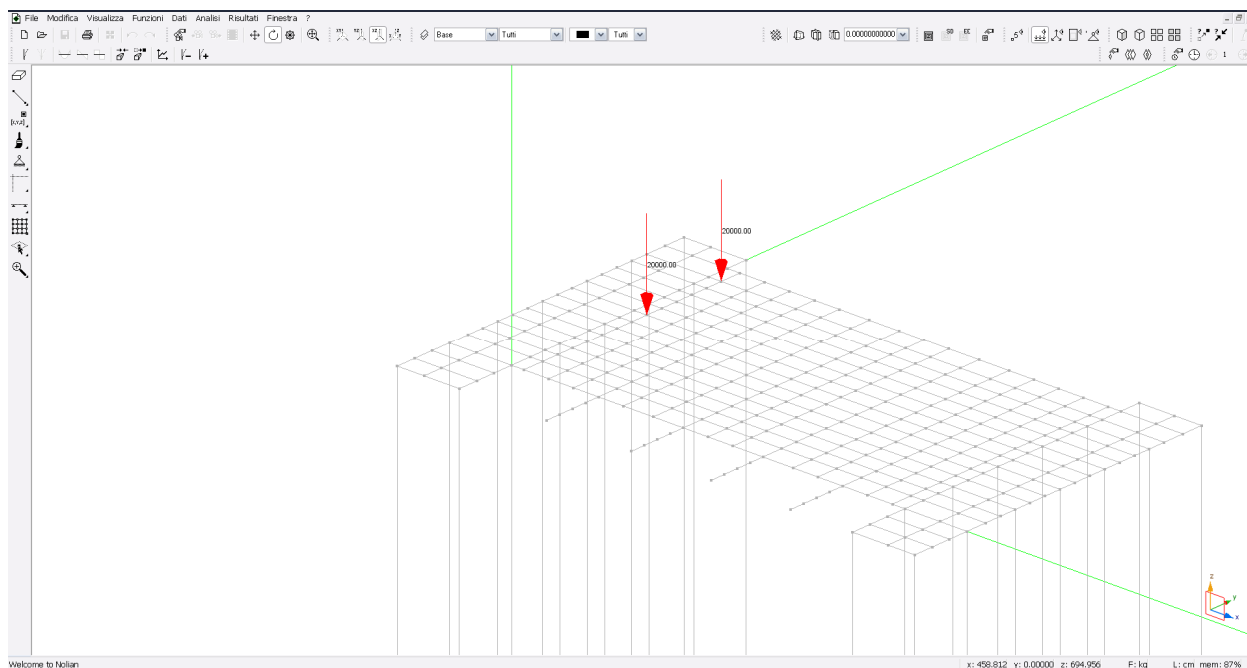 File Modifica Visualizza Funzioni Dati Analisi Risultati Finestra ?
Base Tutti Tutti 0.00000000000
[x,y,z]
1
20000.00
20000.00
z
y
x
Welcome to Nolian x: 458.812 y: 0.00000 z: 694.956 F: kg L: cm mem: 87%